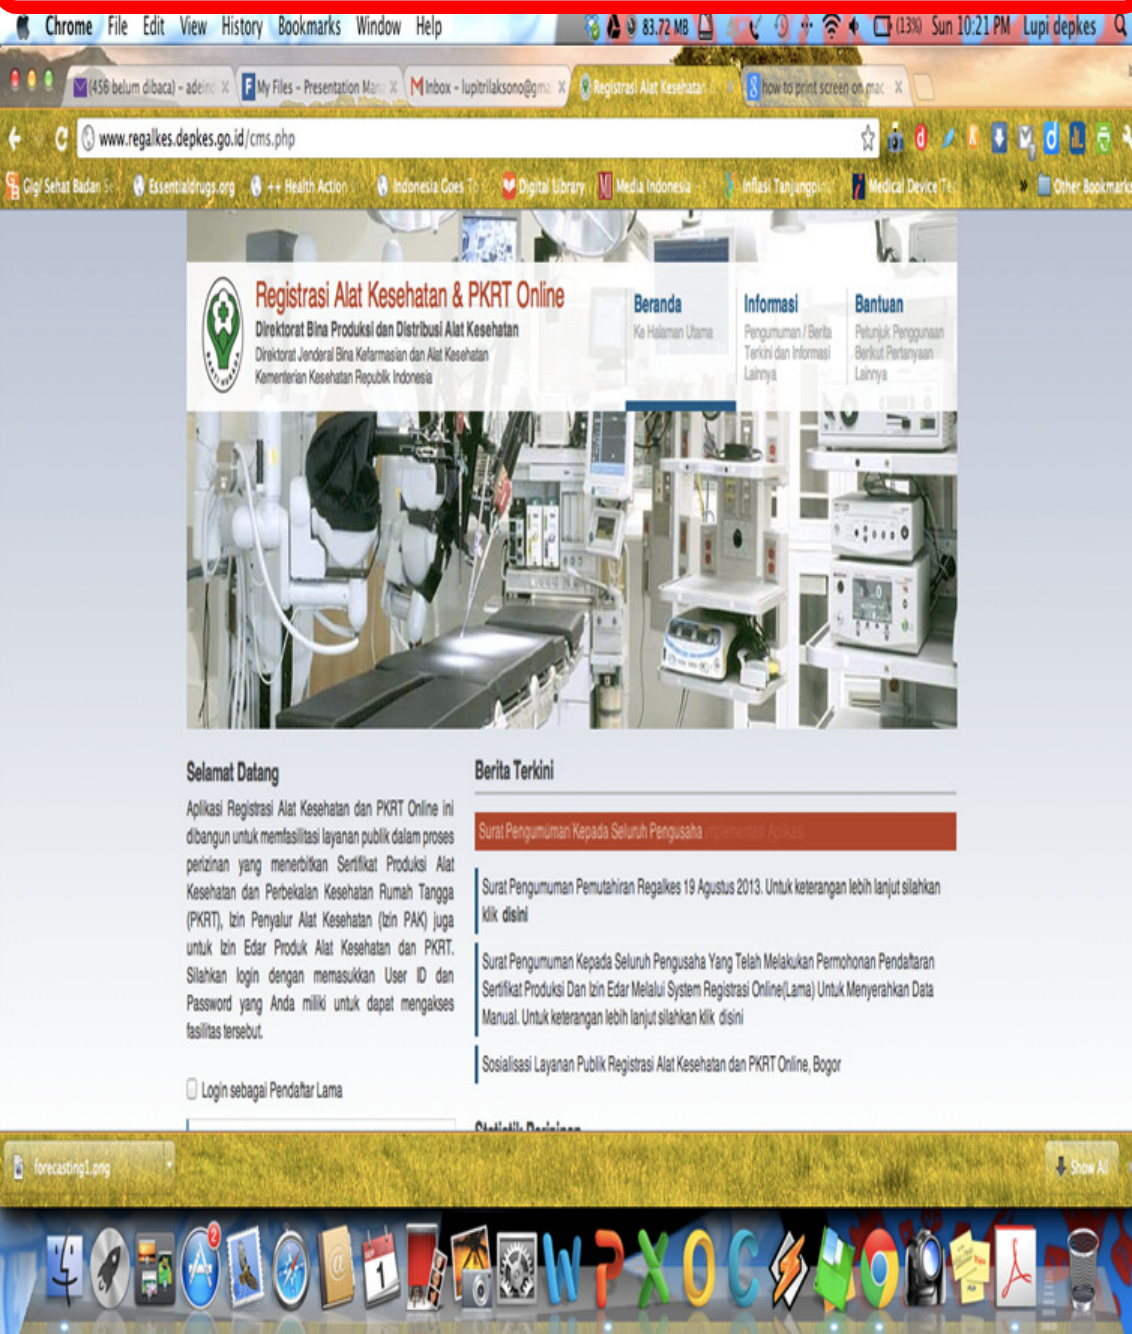 Chrome File Edit View History Bookmarks Window Help 83.72 MB (13%) Sun 10:21 PM Lupi depkes
(456 belum dibaca) - adeind My Files - Presentation Man Inbox - lupitrilaksono@gma Registrasi Alat Kesehatan how to print screen on mac
www.regalkes.depkes.go.id/cms.php
Gigi Sehat Badan Se Essentialdrugs.org ++ Health Action Indonesia Goes To Digital Library Media Indonesia - Inflasi Tanjungpin Medical Device Te » Other Bookmarks
Registrasi Alat Kesehatan & PKRT Online
Direktorat Bina Produksi dan Distribusi Alat Kesehatan
Direktorat Jenderal Bina Kefarmasian dan Alat Kesehatan
Kementerian Kesehatan Republik Indonesia
Beranda
Ke Halaman Utama
Informasi
Pengumuman / Berita
Terkini dan Informasi
Lainnya
Bantuan
Petunjuk Penggunaan
Berikut Pertanyaan
Lainnya
Selamat Datang
Aplikasi Registrasi Alat Kesehatan dan PKRT Online ini
dibangun untuk memfasilitasi layanan publik dalam proses
perizinan yang menerbitkan Sertifikat Produksi Alat
Kesehatan dan Perbekalan Kesehatan Rumah Tangga
(PKRT), Izin Penyalur Alat Kesehatan (Izin PAK) juga
untuk Izin Edar Produk Alat Kesehatan dan PKRT.
Silahkan login dengan memasukkan User ID dan
Password yang Anda miliki untuk dapat mengakses
fasilitas tersebut.
Login sebagai Pendaftar Lama
Berita Terkini
Surat Pengumuman Kepada Seluruh Pengusaha mplementasi Aplikasi
Surat Pengumuman Pemutahiran Regalkes 19 Agustus 2013. Untuk keterangan lebih lanjut silahkan
klik disini
Surat Pengumuman Kepada Seluruh Pengusaha Yang Telah Melakukan Permohonan Pendaftaran
Sertifikat Produksi Dan Izin Edar Melalui System Registrasi Online(Lama) Untuk Menyerahkan Data
Manual. Untuk keterangan lebih lanjut silahkan klik disini
Sosialisasi Layanan Publik Registrasi Alat Kesehatan dan PKRT Online, Bogor
Statistik Perizinan
forecasting1.png
Show All
2
SEP
1